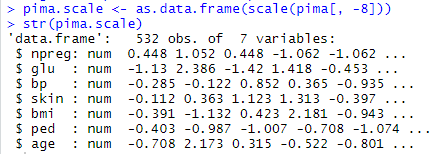 > pima.scale <- as.data.frame(scale(pima[, -8]))
> str(pima.scale)
'data.frame':   532 obs. of  7 variables:
 $ npreg: num  0.448 1.052 0.448 -1.062 -1.062 ...
 $ glu  : num  -1.13 2.386 -1.42 1.418 -0.453 ...
 $ bp   : num  -0.285 -0.122 0.852 0.365 -0.935 ...
 $ skin : num  -0.112 0.363 1.123 1.313 -0.397 ...
 $ bmi  : num  -0.391 -1.132 0.423 2.181 -0.943 ...
 $ ped  : num  -0.403 -0.987 -1.007 -0.708 -1.074 ...
 $ age  : num  -0.708 2.173 0.315 -0.522 -0.801 ...